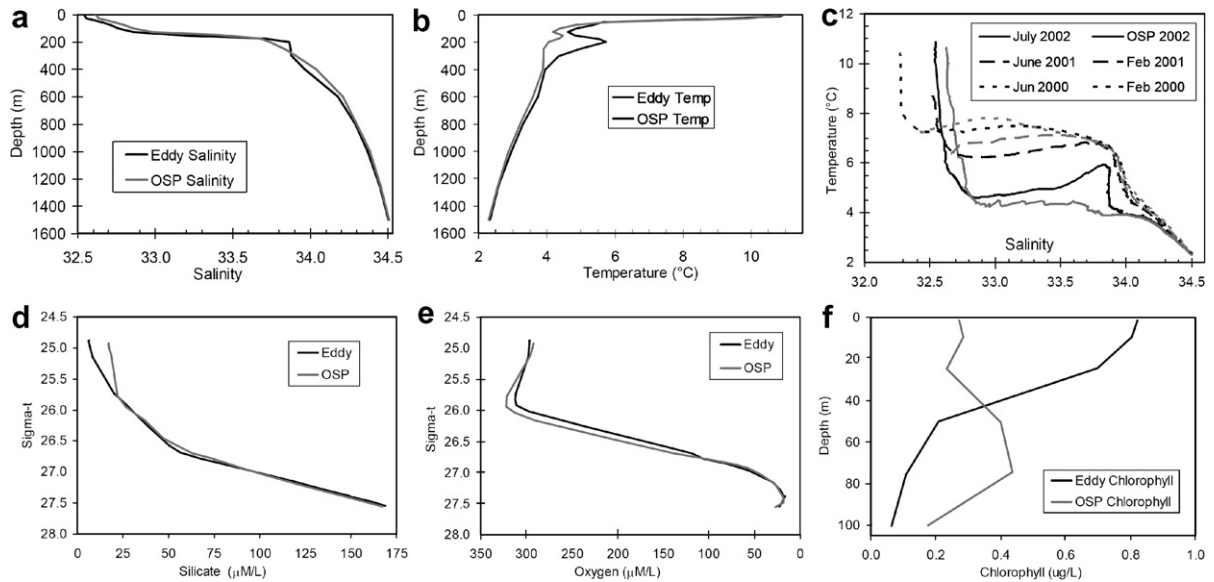 a
0
200
400
600
800
1000
1200
1400
1600
Depth (m)
Eddy Salinity
OSP Salinity
32.5 33.0 33.5 34.0 34.5
Salinity
b
0
200
400
600
800
1000
1200
1400
1600
Depth (m)
Eddy Temp
OSP Temp
2 4 6 8 10
Temperature (°C)
c
12
10
8
6
4
2
Temperature (°C)
July 2002 OSP 2002
June 2001 Feb 2001
Jun 2000 Feb 2000
Salinity
32.0 32.5 33.0 33.5 34.0 34.5
d
24.5
25.0
25.5
26.0
26.5
27.0
27.5
28.0
Sigma-t
Eddy
OSP
0 25 50 75 100 125 150 175
Silicate (µM/L)
e
24.5
25.0
25.5
26.0
26.5
27.0
27.5
28.0
Sigma-t
Eddy
OSP
350 300 250 200 150 100 50 0
Oxygen (µM/L)
f
0
20
40
60
80
100
Depth (m)
Eddy Chlorophyll
OSP Chlorophyll
0.0 0.2 0.4 0.6 0.8 1.0
Chlorophyll (ug/L)